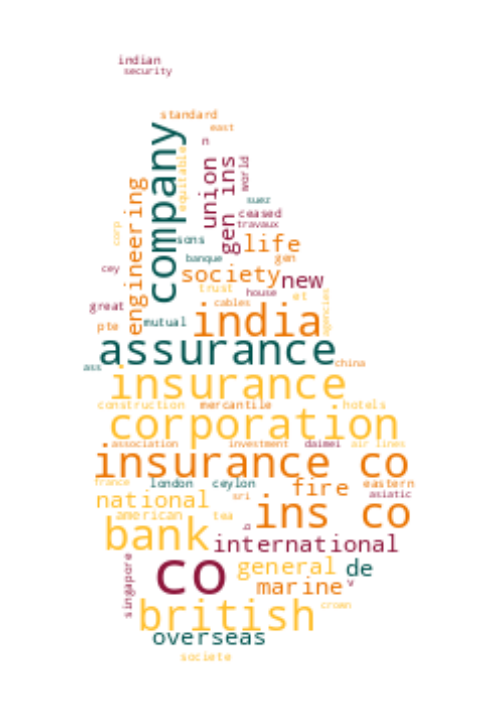 indian
security
standard
east
company
n
equitable
union
gen ins
world
engineering
suez
ceased
travaux
corp
sons
life
banque
gen
cey
society
new
trust
house
et
agencies
great
cables
india
pte
mutual
assurance
ass
china
insurance
construction mercantile hotels
corporation
association investment daimei air lines
insurance co
france london ceylon eastern
fire
asiatic
national
sri
ins co
american tea
bank
international
general de
co
marine
v
singapore
british
crown
overseas
societe